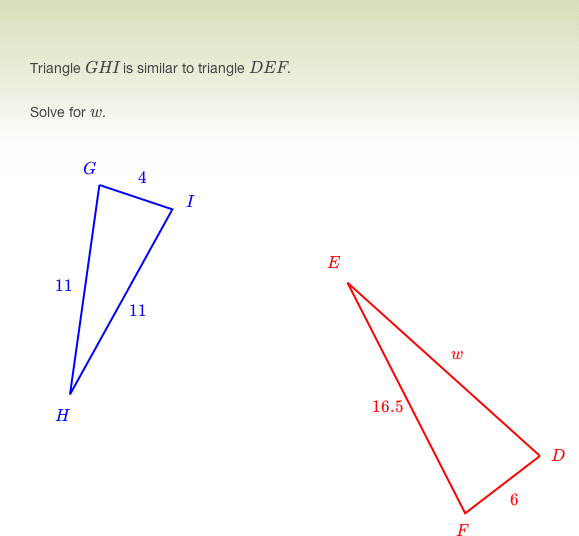 Triangle GHI is similar to triangle DEF.
Solve for w.
G
4
I
11
11
H
E
w
16.5
D
6
F